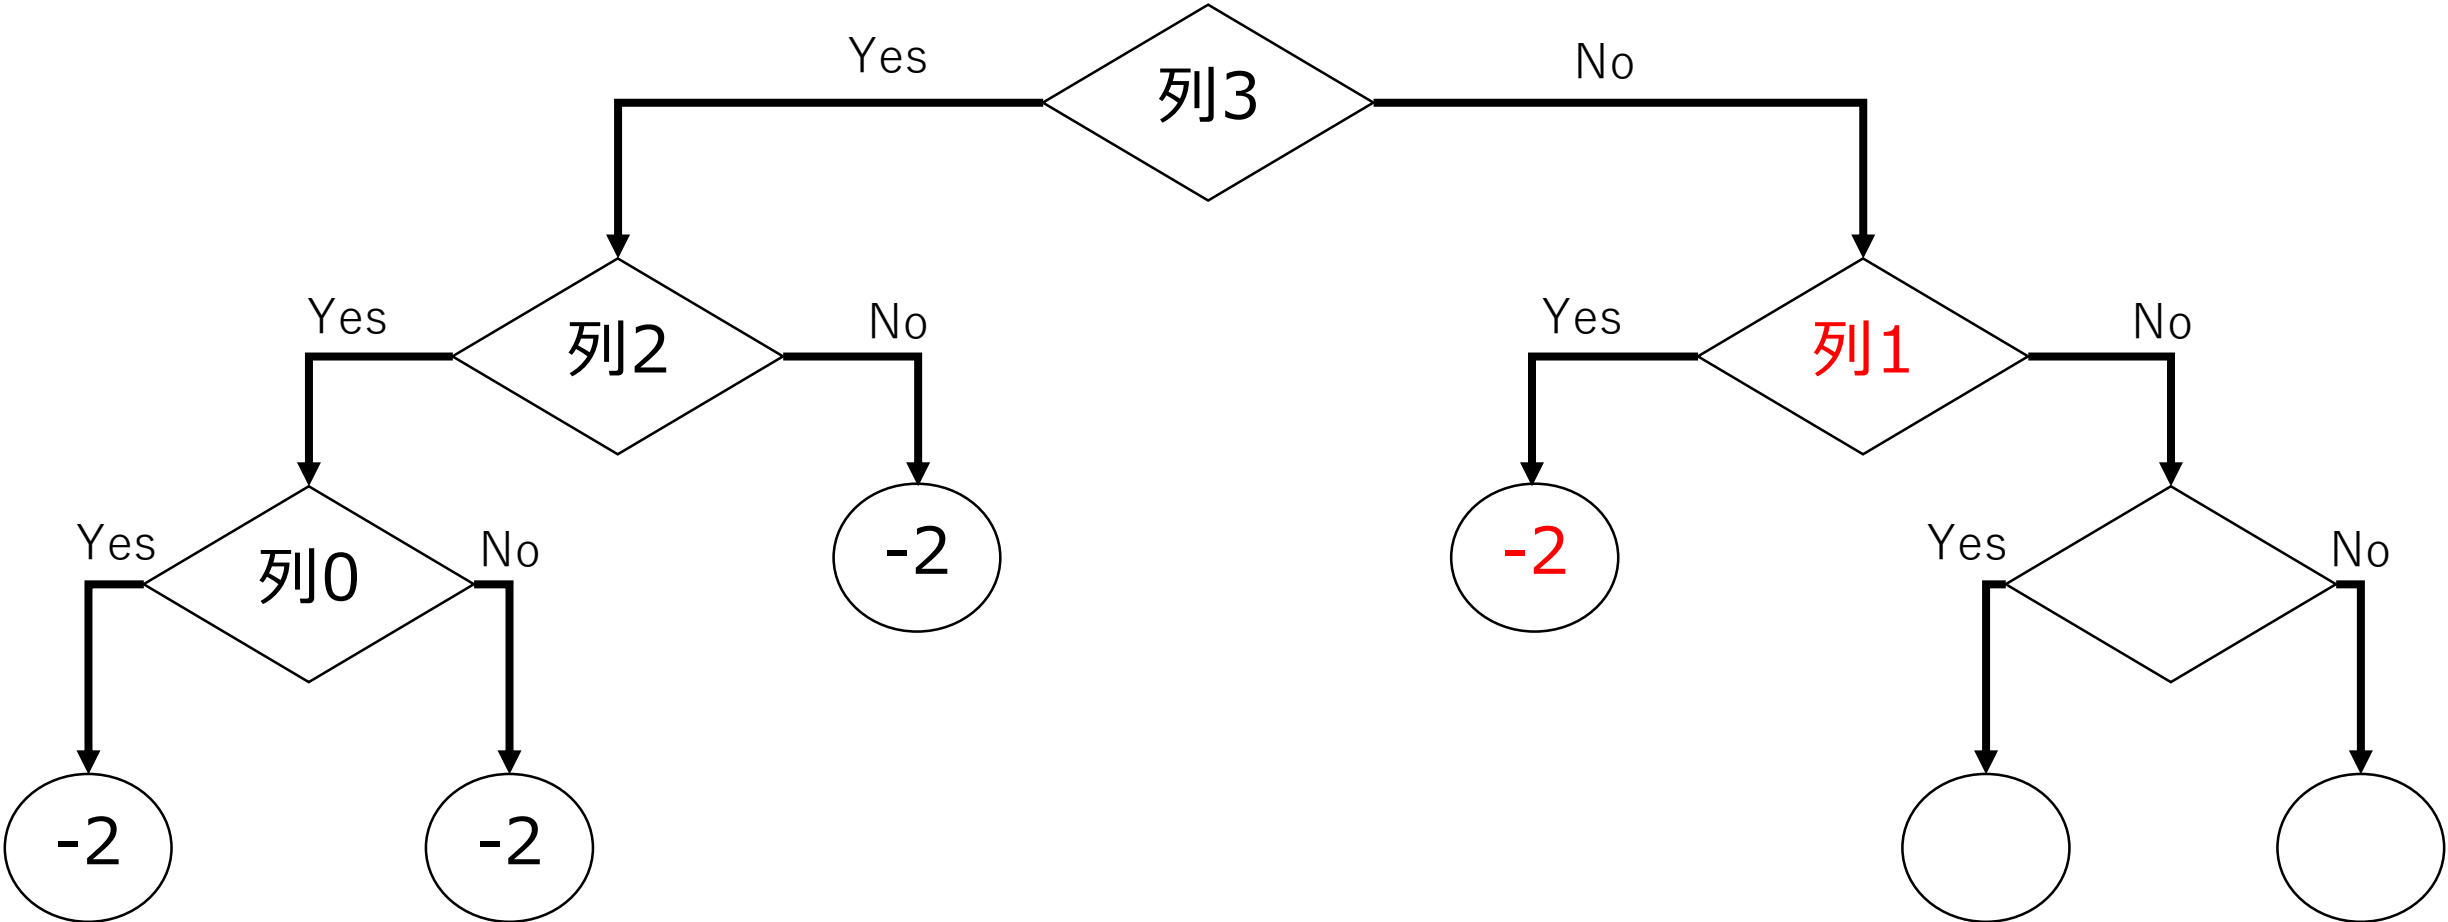 Yes
列3
No
Yes
列2
No
Yes
列1
No
Yes
列0
No
-2
-2
Yes
No
-2
-2